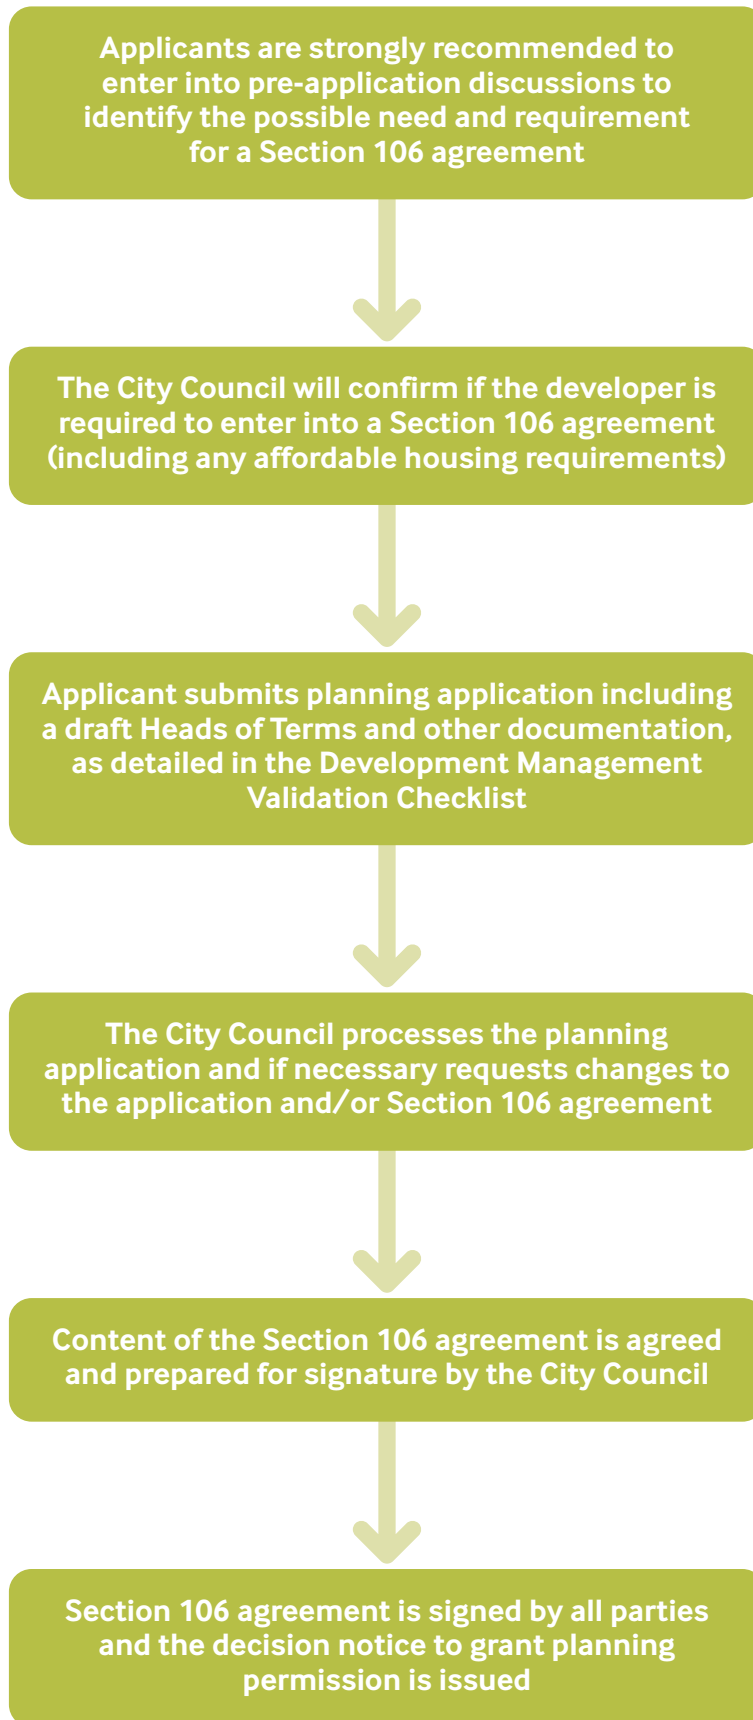 Applicants are strongly recommended to
enter into pre-application discussions to
identify the possible need and requirement
for a Section 106 agreement
The City Council will confirm if the developer is
required to enter into a Section 106 agreement
(including any affordable housing requirements)
Applicant submits planning application including
a draft Heads of Terms and other documentation,
as detailed in the Development Management
Validation Checklist
The City Council processes the planning
application and if necessary requests changes to
the application and/or Section 106 agreement
Content of the Section 106 agreement is agreed
and prepared for signature by the City Council
Section 106 agreement is signed by all parties
and the decision notice to grant planning
permission is issued